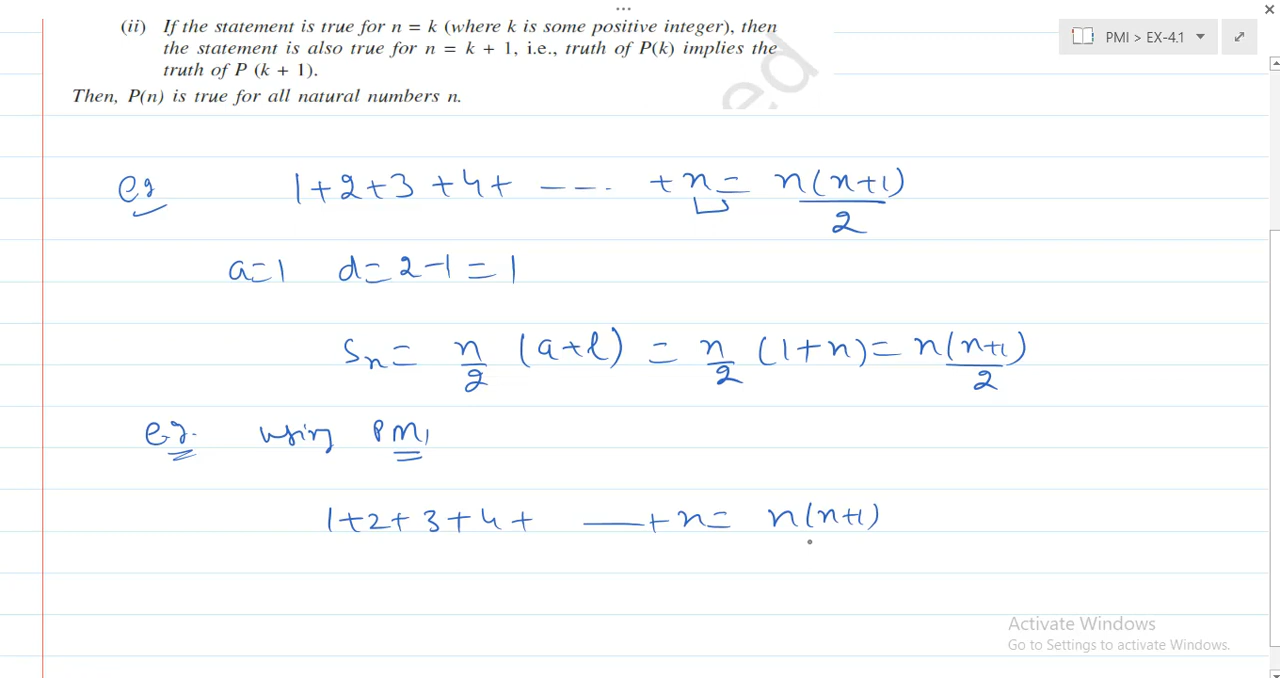 ...
PMI > EX-4.1
(ii) If the statement is true for n = k (where k is some positive integer), then
the statement is also true for n = k + 1, i.e., truth of P(k) implies the
truth of P (k + 1).
Then, P(n) is true for all natural numbers n.
ed
eg 1+2+3+4+ ---- +n = n(n+1)/2
a=1 d=2-1=1
Sn = n/2 (a+l) = n/2 (1+n) = n(n+1)/2
e.g. using PMI
1+2+3+4+ —— +n = n(n+1)
Activate Windows
Go to Settings to activate Windows.